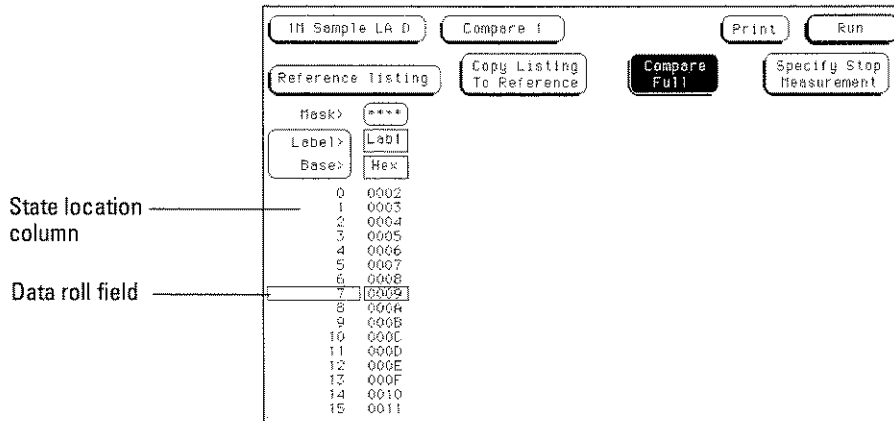 1M Sample LA D Compare 1 Print Run
Reference listing Copy Listing To Reference Compare Full Specify Stop Measurement
Mask> ****
Label> Lab1
Base> Hex
State location column
Data roll field
0 0002
1 0003
2 0004
3 0005
4 0006
5 0007
6 0008
7 0009
8 000A
9 000B
10 000C
11 000D
12 000E
13 000F
14 0010
15 0011